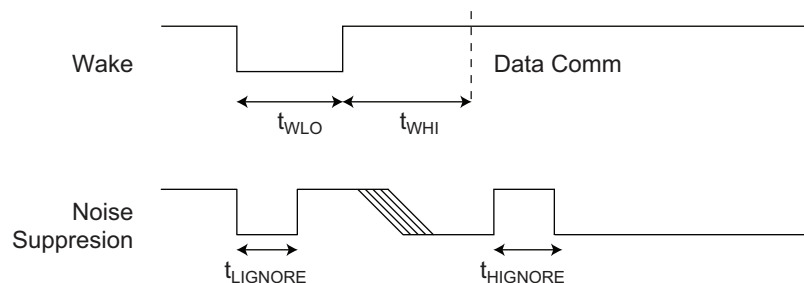 Wake
Data Comm
tWLO
tWHI
Noise
Suppresion
tLIGNORE
tHIGNORE